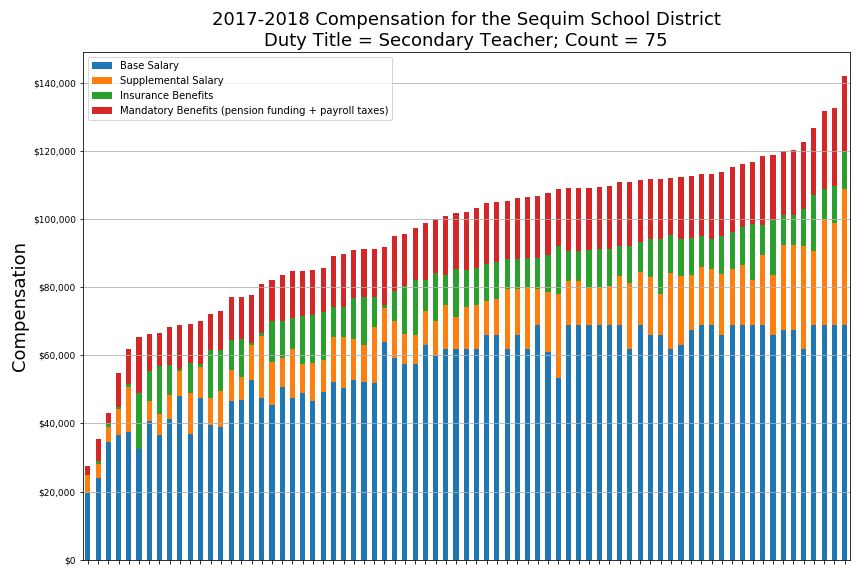 2017-2018 Compensation for the Sequim School District
Duty Title = Secondary Teacher; Count = 75
Base Salary
Supplemental Salary
Insurance Benefits
Mandatory Benefits (pension funding + payroll taxes)
Compensation
$140,000
$120,000
$100,000
$80,000
$60,000
$40,000
$20,000
$0